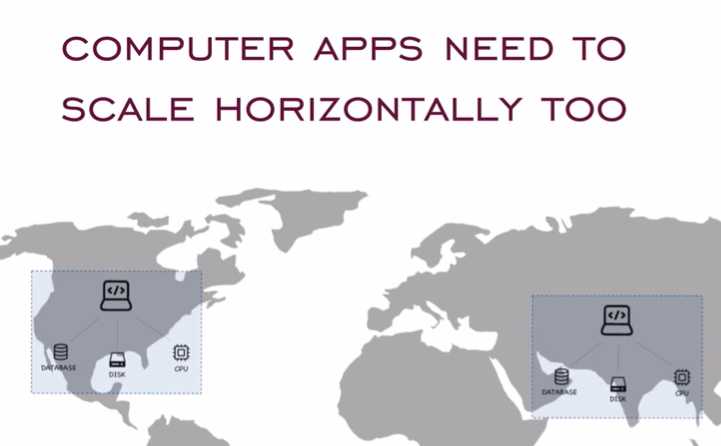 COMPUTER APPS NEED TO
SCALE HORIZONTALLY TOO
</>
DATABASE
DISK
CPU
</>
DATABASE
DISK
CPU